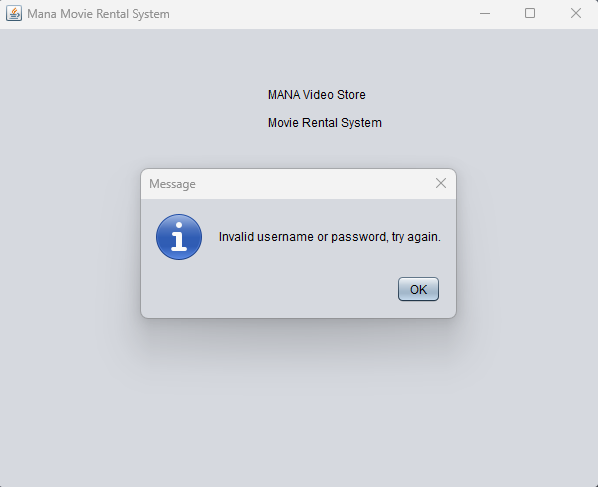 Mana Movie Rental System
MANA Video Store
Movie Rental System
Message
Invalid username or password, try again.
OK